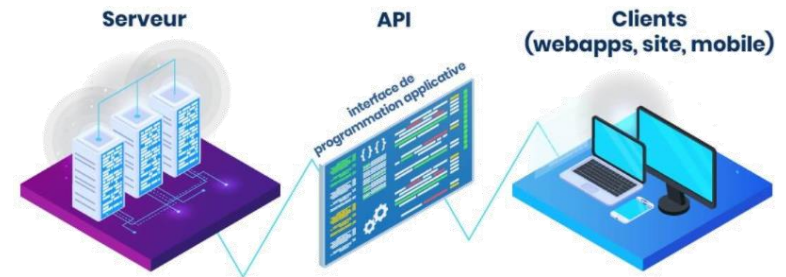 Serveur
API
Clients
(webapps, site, mobile)
interface de
programmation applicative
{ } { }